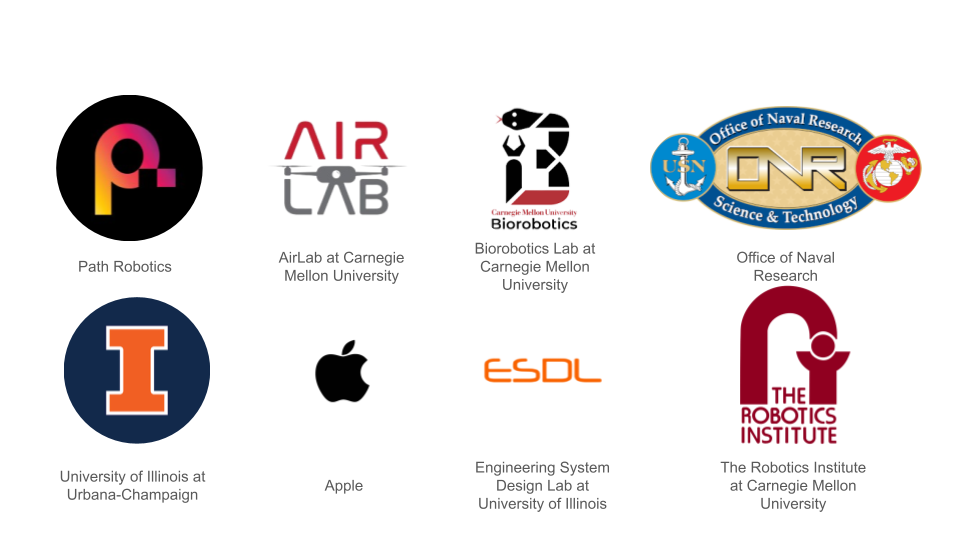 AIR
LAB
Carnegie Mellon University
Biorobotics
Office of Naval Research
USN
ONR
Science & Technology
Path Robotics
AirLab at Carnegie
Mellon University
Biorobotics Lab at
Carnegie Mellon
University
Office of Naval
Research
I
ESDL
THE
ROBOTICS
INSTITUTE
University of Illinois at
Urbana-Champaign
Apple
Engineering System
Design Lab at
University of Illinois
The Robotics Institute
at Carnegie Mellon
University